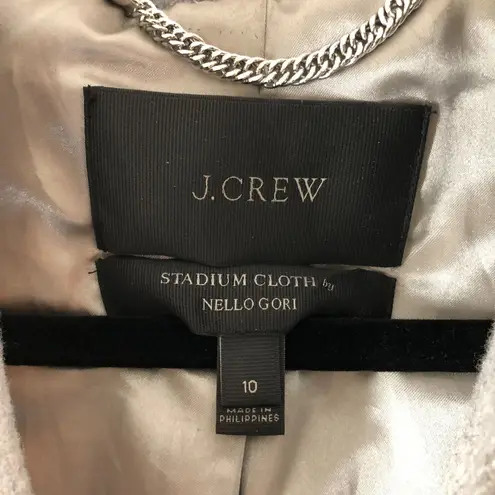 J.CREW
STADIUM CLOTH by
NELLO GORI
10
MADE IN
PHILIPPINES